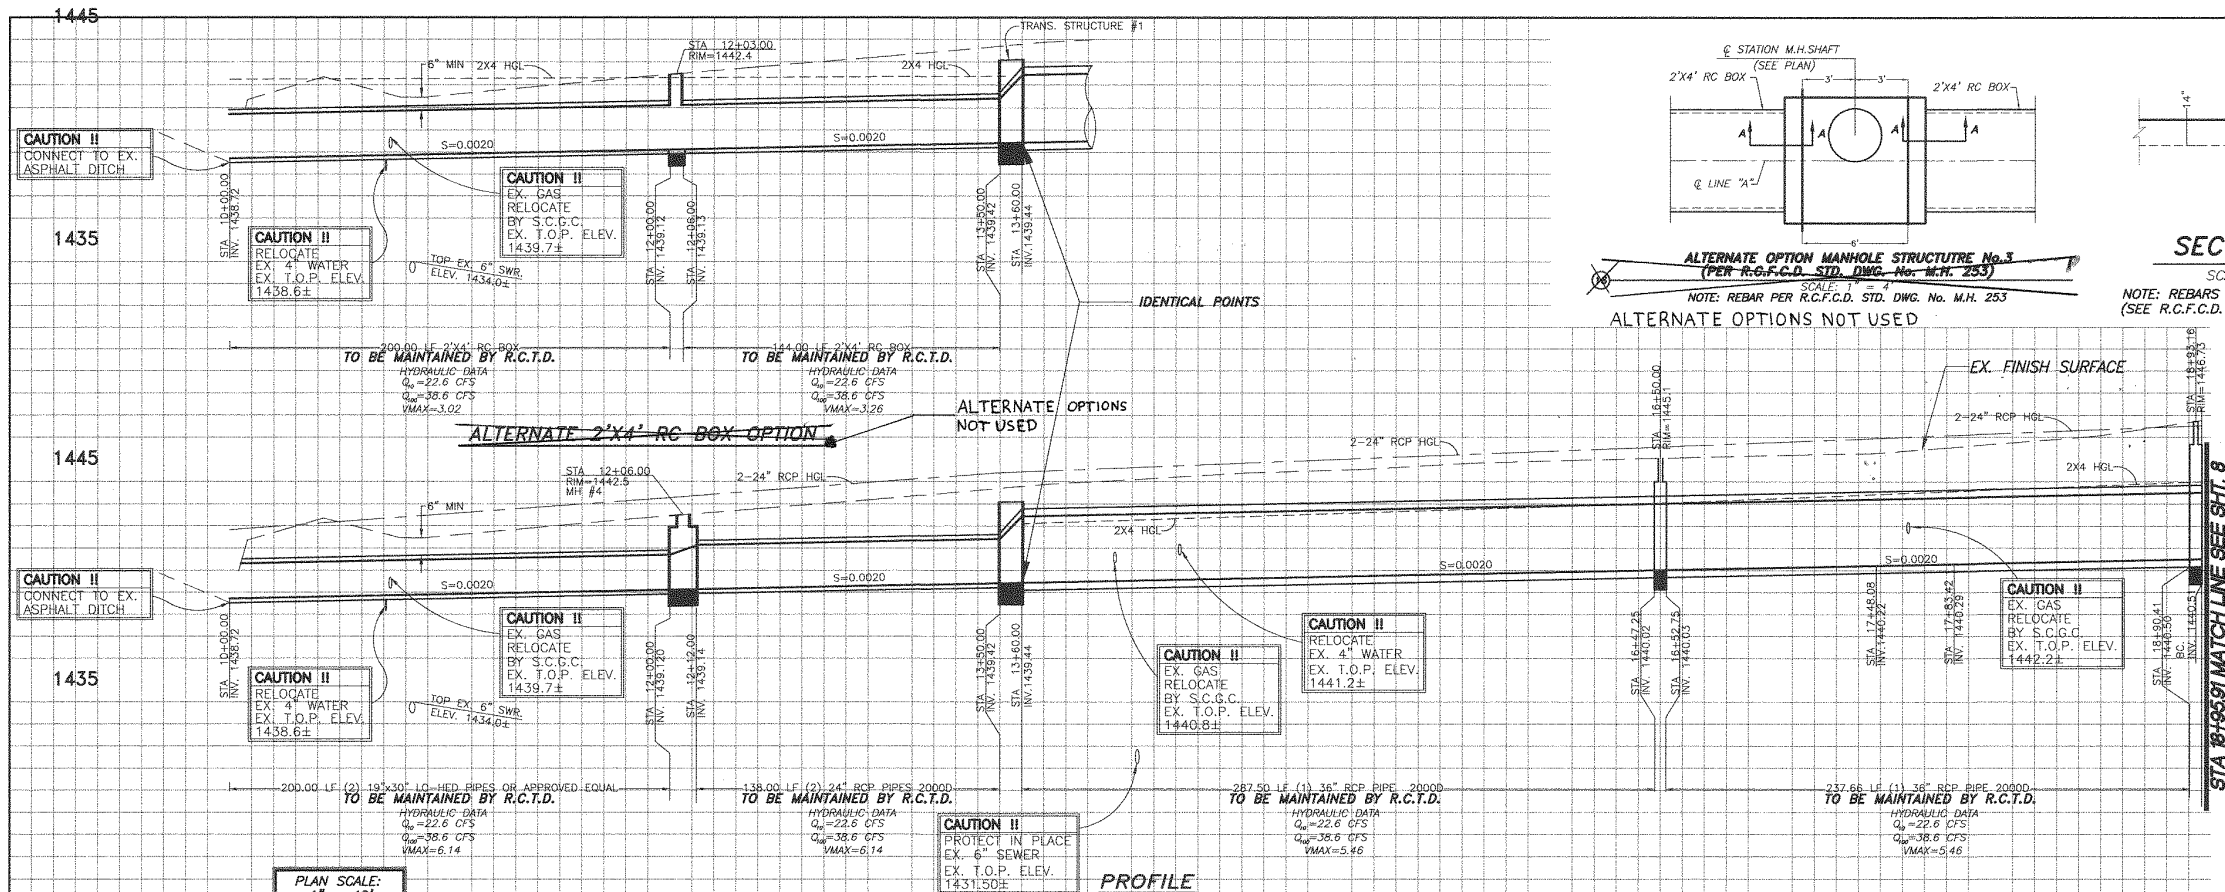 1445
STA 12+03.00
RIM=1442.4
TRANS. STRUCTURE #1
6" MIN
2X4 HGL
2X4 HGL
CAUTION !!
CONNECT TO EX.
ASPHALT DITCH
S=0.0020
S=0.0020
CAUTION !!
EX. GAS
RELOCATE
BY S.C.G.C.
EX. T.O.P. ELEV.
1439.7±
1435
STA 10+00.00
INV. 1438.72
CAUTION !!
RELOCATE
EX. 4" WATER
EX. T.O.P. ELEV.
1438.6±
TOP EX. 6" SWR.
ELEV. 1434.0±
STA 12+00.00
INV. 1439.12
STA 12+06.00
INV. 1439.13
STA 13+50.00
INV. 1439.42
STA 13+60.00
INV. 1439.44
IDENTICAL POINTS
200.00 LF 2'X4' RC BOX
TO BE MAINTAINED BY R.C.T.D.
HYDRAULIC DATA
Q10=22.6 CFS
Q100=38.6 CFS
VMAX=3.02
144.00 LF 2'X4' RC BOX
TO BE MAINTAINED BY R.C.T.D.
HYDRAULIC DATA
Q10=22.6 CFS
Q100=38.6 CFS
VMAX=3.26
ALTERNATE 2'X4' RC BOX OPTION
ALTERNATE OPTIONS
NOT USED
℄ STATION M.H.SHAFT
(SEE PLAN)
2'X4' RC BOX
3'
3'
2'X4' RC BOX
A
A
A
A
℄ LINE "A"
6'
14"
ALTERNATE OPTION MANHOLE STRUCTUTRE No.3
(PER R.C.F.C.D. STD. DWG. No. M.H. 253)
SCALE: 1" = 4'
NOTE: REBAR PER R.C.F.C.D. STD. DWG. No. M.H. 253
ALTERNATE OPTIONS NOT USED
SEC
SC
NOTE: REBARS
(SEE R.C.F.C.D.
1445
STA 12+06.00
RIM=1442.5
MH #4
6" MIN
2-24" RCP HGL
2-24" RCP HGL
STA 16+50.00
RIM=1445.1
EX. FINISH SURFACE
2-24" RCP HGL
STA 18+93.16
RIM=1446.73
2X4 HGL
2X4 HGL
CAUTION !!
CONNECT TO EX.
ASPHALT DITCH
S=0.0020
S=0.0020
S=0.0020
S=0.0020
CAUTION !!
EX. GAS
RELOCATE
BY S.C.G.C.
EX. T.O.P. ELEV.
1439.7±
1435
STA 10+00.00
INV. 1438.72
CAUTION !!
RELOCATE
EX. 4" WATER
EX. T.O.P. ELEV.
1438.6±
TOP EX. 6" SWR.
ELEV. 1434.0±
STA 12+00.00
INV. 1439.120
STA 12+12.00
INV. 1439.14
STA 13+50.00
INV. 1439.42
STA 13+60.00
INV. 1439.44
CAUTION !!
EX. GAS
RELOCATE
BY S.C.G.C.
EX. T.O.P. ELEV.
1440.8±
CAUTION !!
RELOCATE
EX. 4" WATER
EX. T.O.P. ELEV.
1441.2±
STA 16+47.25
INV. 1440.02
STA 16+52.75
INV. 1440.03
STA 17+48.08
INV. 1440.22
STA 17+83.42
INV. 1440.29
CAUTION !!
EX. GAS
RELOCATE
BY S.C.G.C.
EX. T.O.P. ELEV.
1442.2±
STA 18+90.41
INV. 1440.50
BC.
INV. 1440.51
STA 18+95.91 MATCH LINE SEE SHT. 8
200.00 LF (2) 19"x30" LO-HED PIPES OR APPROVED EQUAL
TO BE MAINTAINED BY R.C.T.D.
HYDRAULIC DATA
Q10=22.6 CFS
Q100=38.6 CFS
VMAX=6.14
138.00 LF (2) 24" RCP PIPES 2000D
TO BE MAINTAINED BY R.C.T.D.
HYDRAULIC DATA
Q10=22.6 CFS
Q100=38.6 CFS
VMAX=6.14
287.50 LF (1) 36" RCP PIPE 2000D
TO BE MAINTAINED BY R.C.T.D.
HYDRAULIC DATA
Q10=22.6 CFS
Q100=38.6 CFS
VMAX=5.46
237.66 LF (1) 36" RCP PIPE 2000D
TO BE MAINTAINED BY R.C.T.D.
HYDRAULIC DATA
Q10=22.6 CFS
Q100=38.6 CFS
VMAX=5.46
CAUTION !!
PROTECT IN PLACE
EX. 6" SEWER
EX. T.O.P. ELEV.
1431.50±
PROFILE
PLAN SCALE: